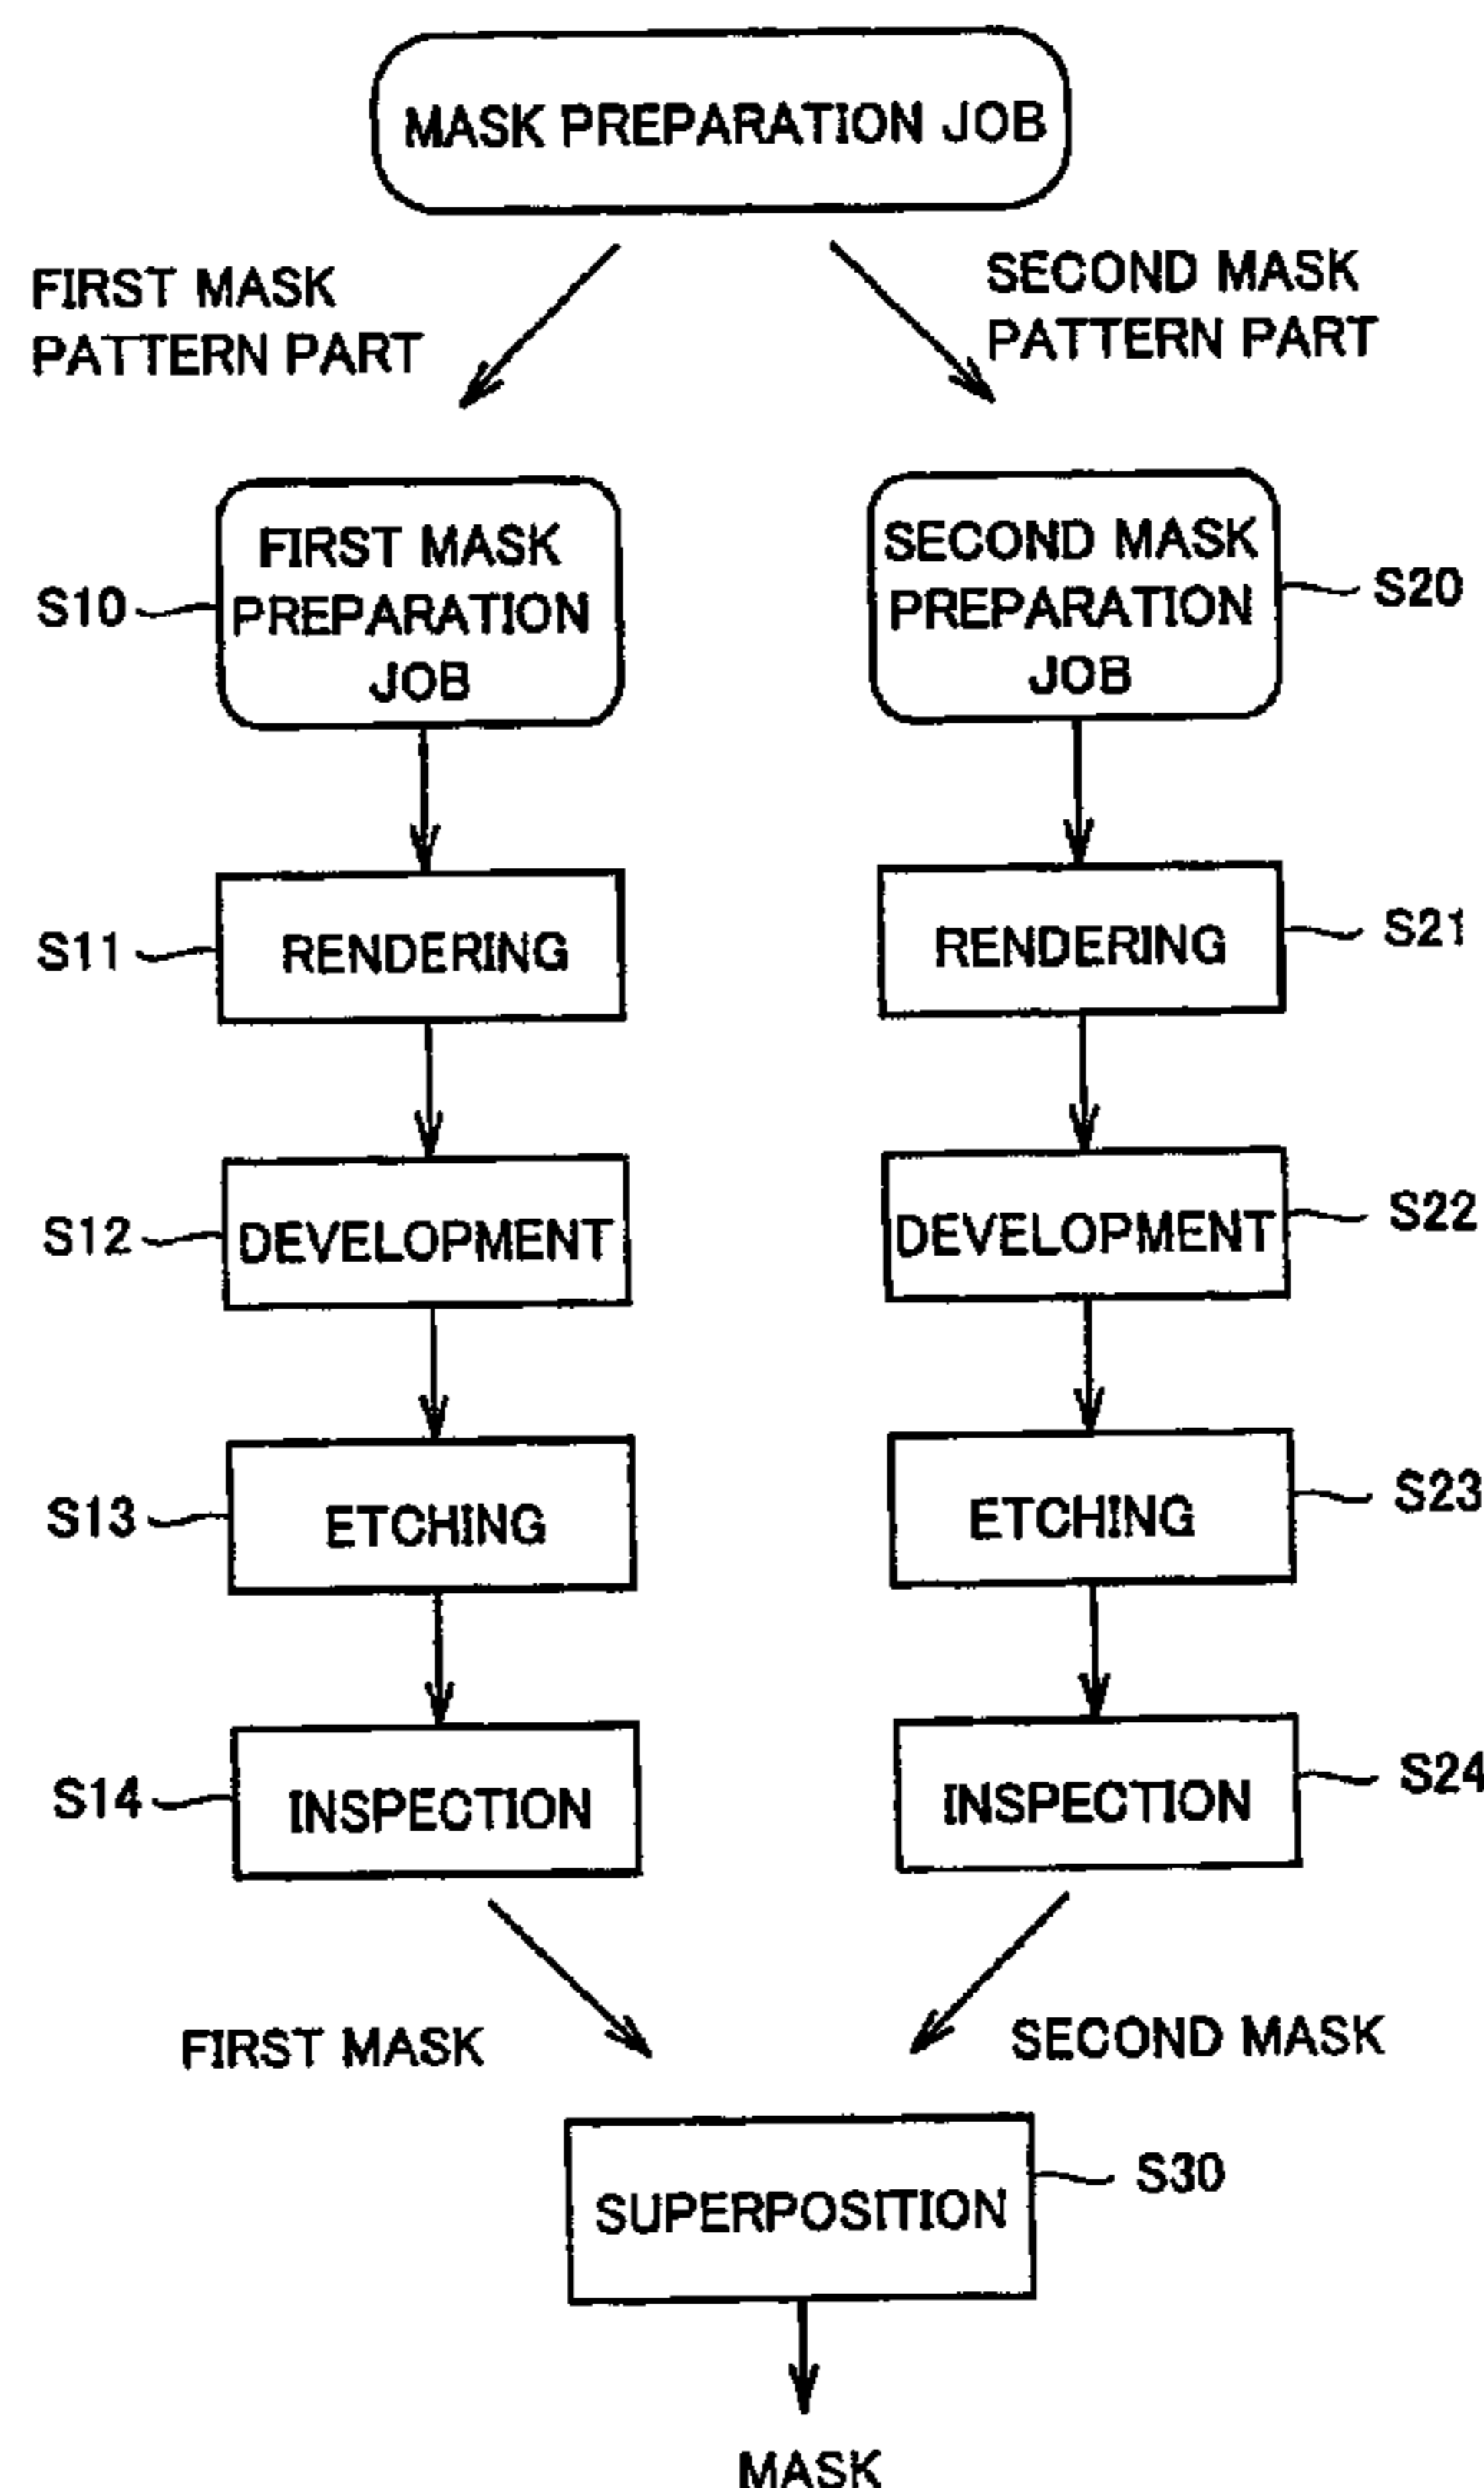 MASK PREPARATION JOB
FIRST MASK
PATTERN PART
SECOND MASK
PATTERN PART
S10
FIRST MASK
PREPARATION
JOB
SECOND MASK
PREPARATION
JOB
S20
S11
RENDERING
RENDERING
S21
S12
DEVELOPMENT
DEVELOPMENT
S22
S13
ETCHING
ETCHING
S23
S14
INSPECTION
INSPECTION
S24
FIRST MASK
SECOND MASK
SUPERPOSITION
S30
MASK